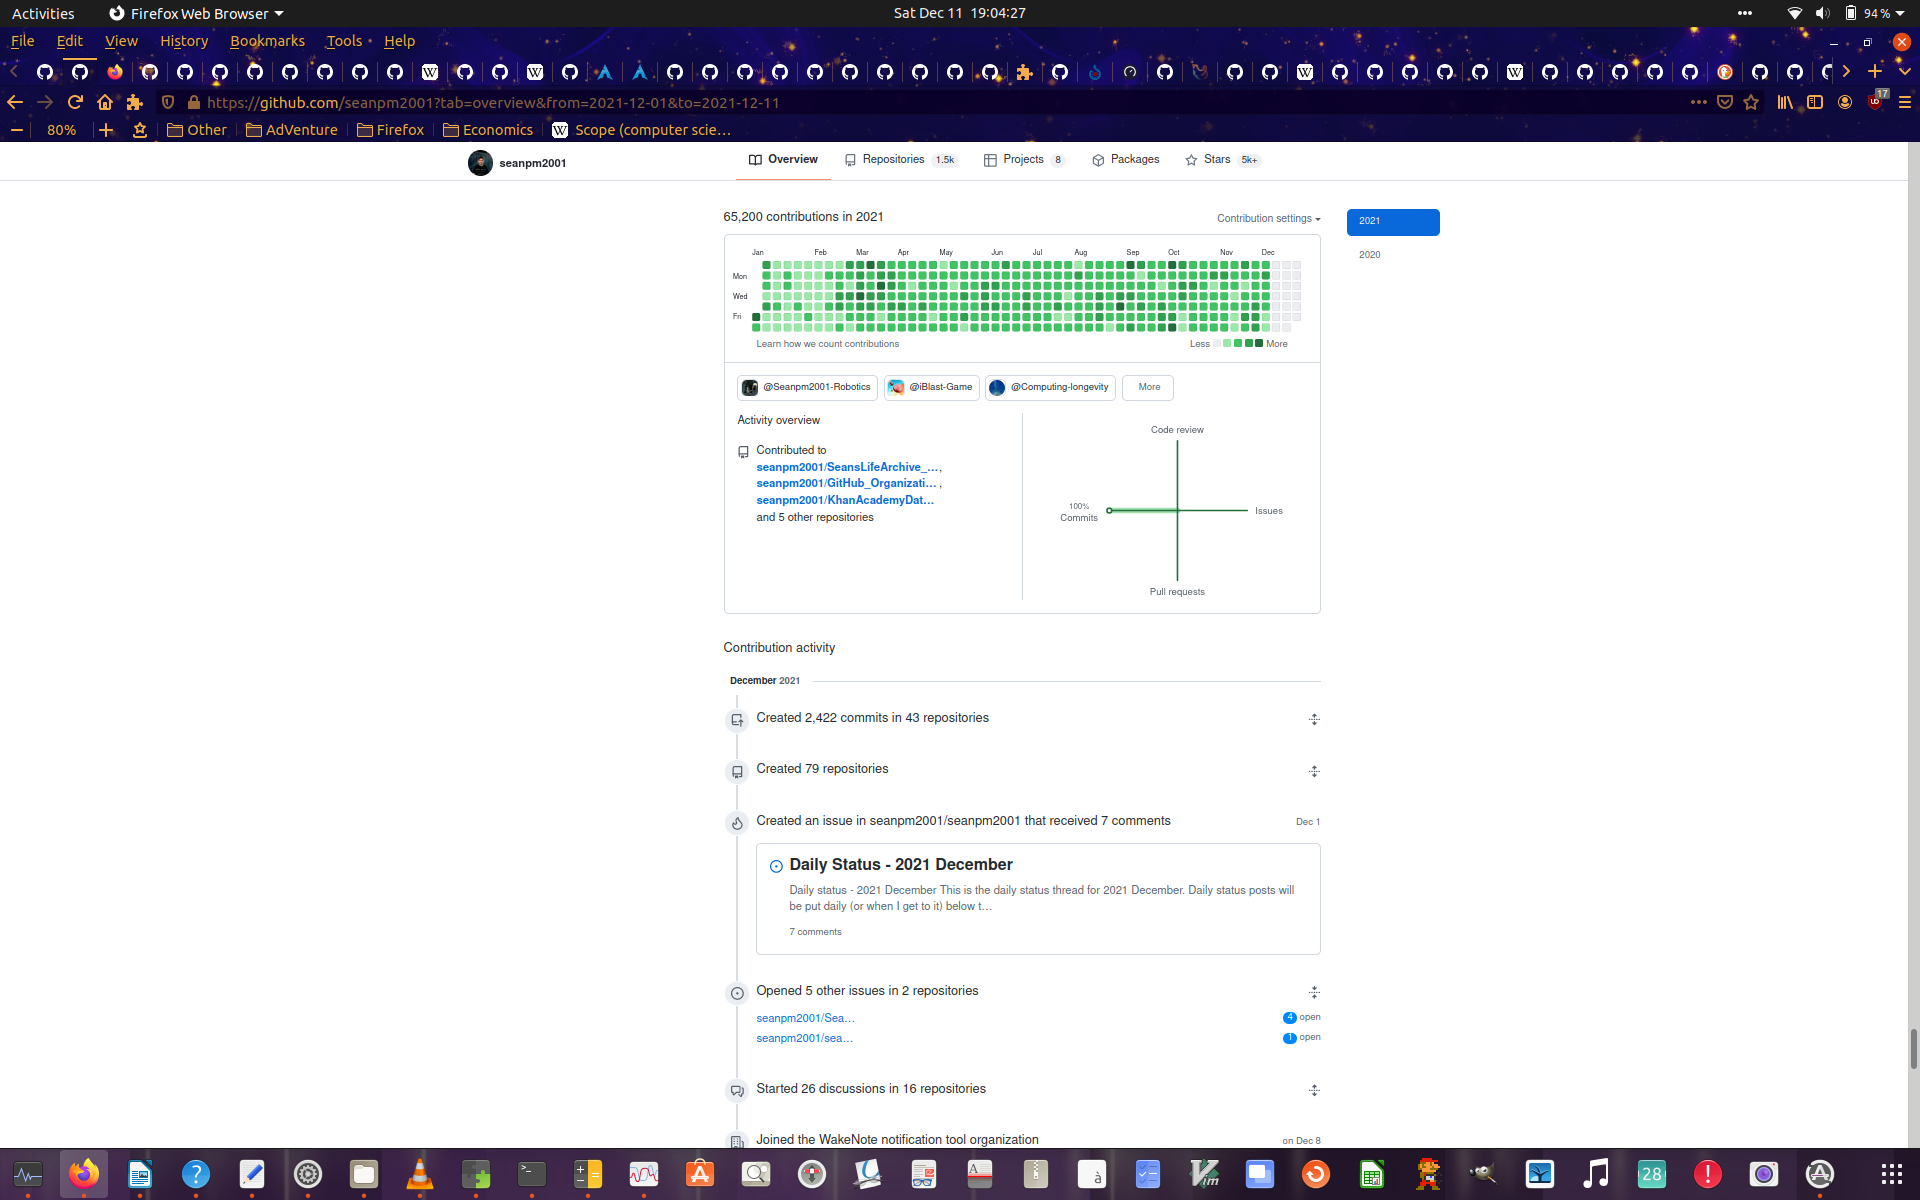 Activities Firefox Web Browser Sat Dec 11 19:04:27 94 %
File Edit View History Bookmarks Tools Help
https://github.com/seanpm2001?tab=overview&from=2021-12-01&to=2021-12-11 17
80% Other AdVenture Firefox Economics Scope (computer scie…
seanpm2001 Overview Repositories 1.5k Projects 8 Packages Stars 5k+
65,200 contributions in 2021 Contribution settings
2021
2020
Jan Feb Mar Apr May Jun Jul Aug Sep Oct Nov Dec
Mon
Wed
Fri
Learn how we count contributions Less More
@Seanpm2001-Robotics @iBlast-Game @Computing-longevity More
Activity overview
Contributed to
seanpm2001/SeansLifeArchive_… ,
seanpm2001/GitHub_Organizati… ,
seanpm2001/KhanAcademyDat…
and 5 other repositories
Code review
100%
Commits
Issues
Pull requests
Contribution activity
December 2021
Created 2,422 commits in 43 repositories
Created 79 repositories
Created an issue in seanpm2001/seanpm2001 that received 7 comments Dec 1
Daily Status - 2021 December
Daily status - 2021 December This is the daily status thread for 2021 December. Daily status posts will
be put daily (or when I get to it) below t…
7 comments
Opened 5 other issues in 2 repositories
seanpm2001/Sea… 4 open
seanpm2001/sea… 1 open
Started 26 discussions in 16 repositories
Joined the WakeNote notification tool organization on Dec 8
28